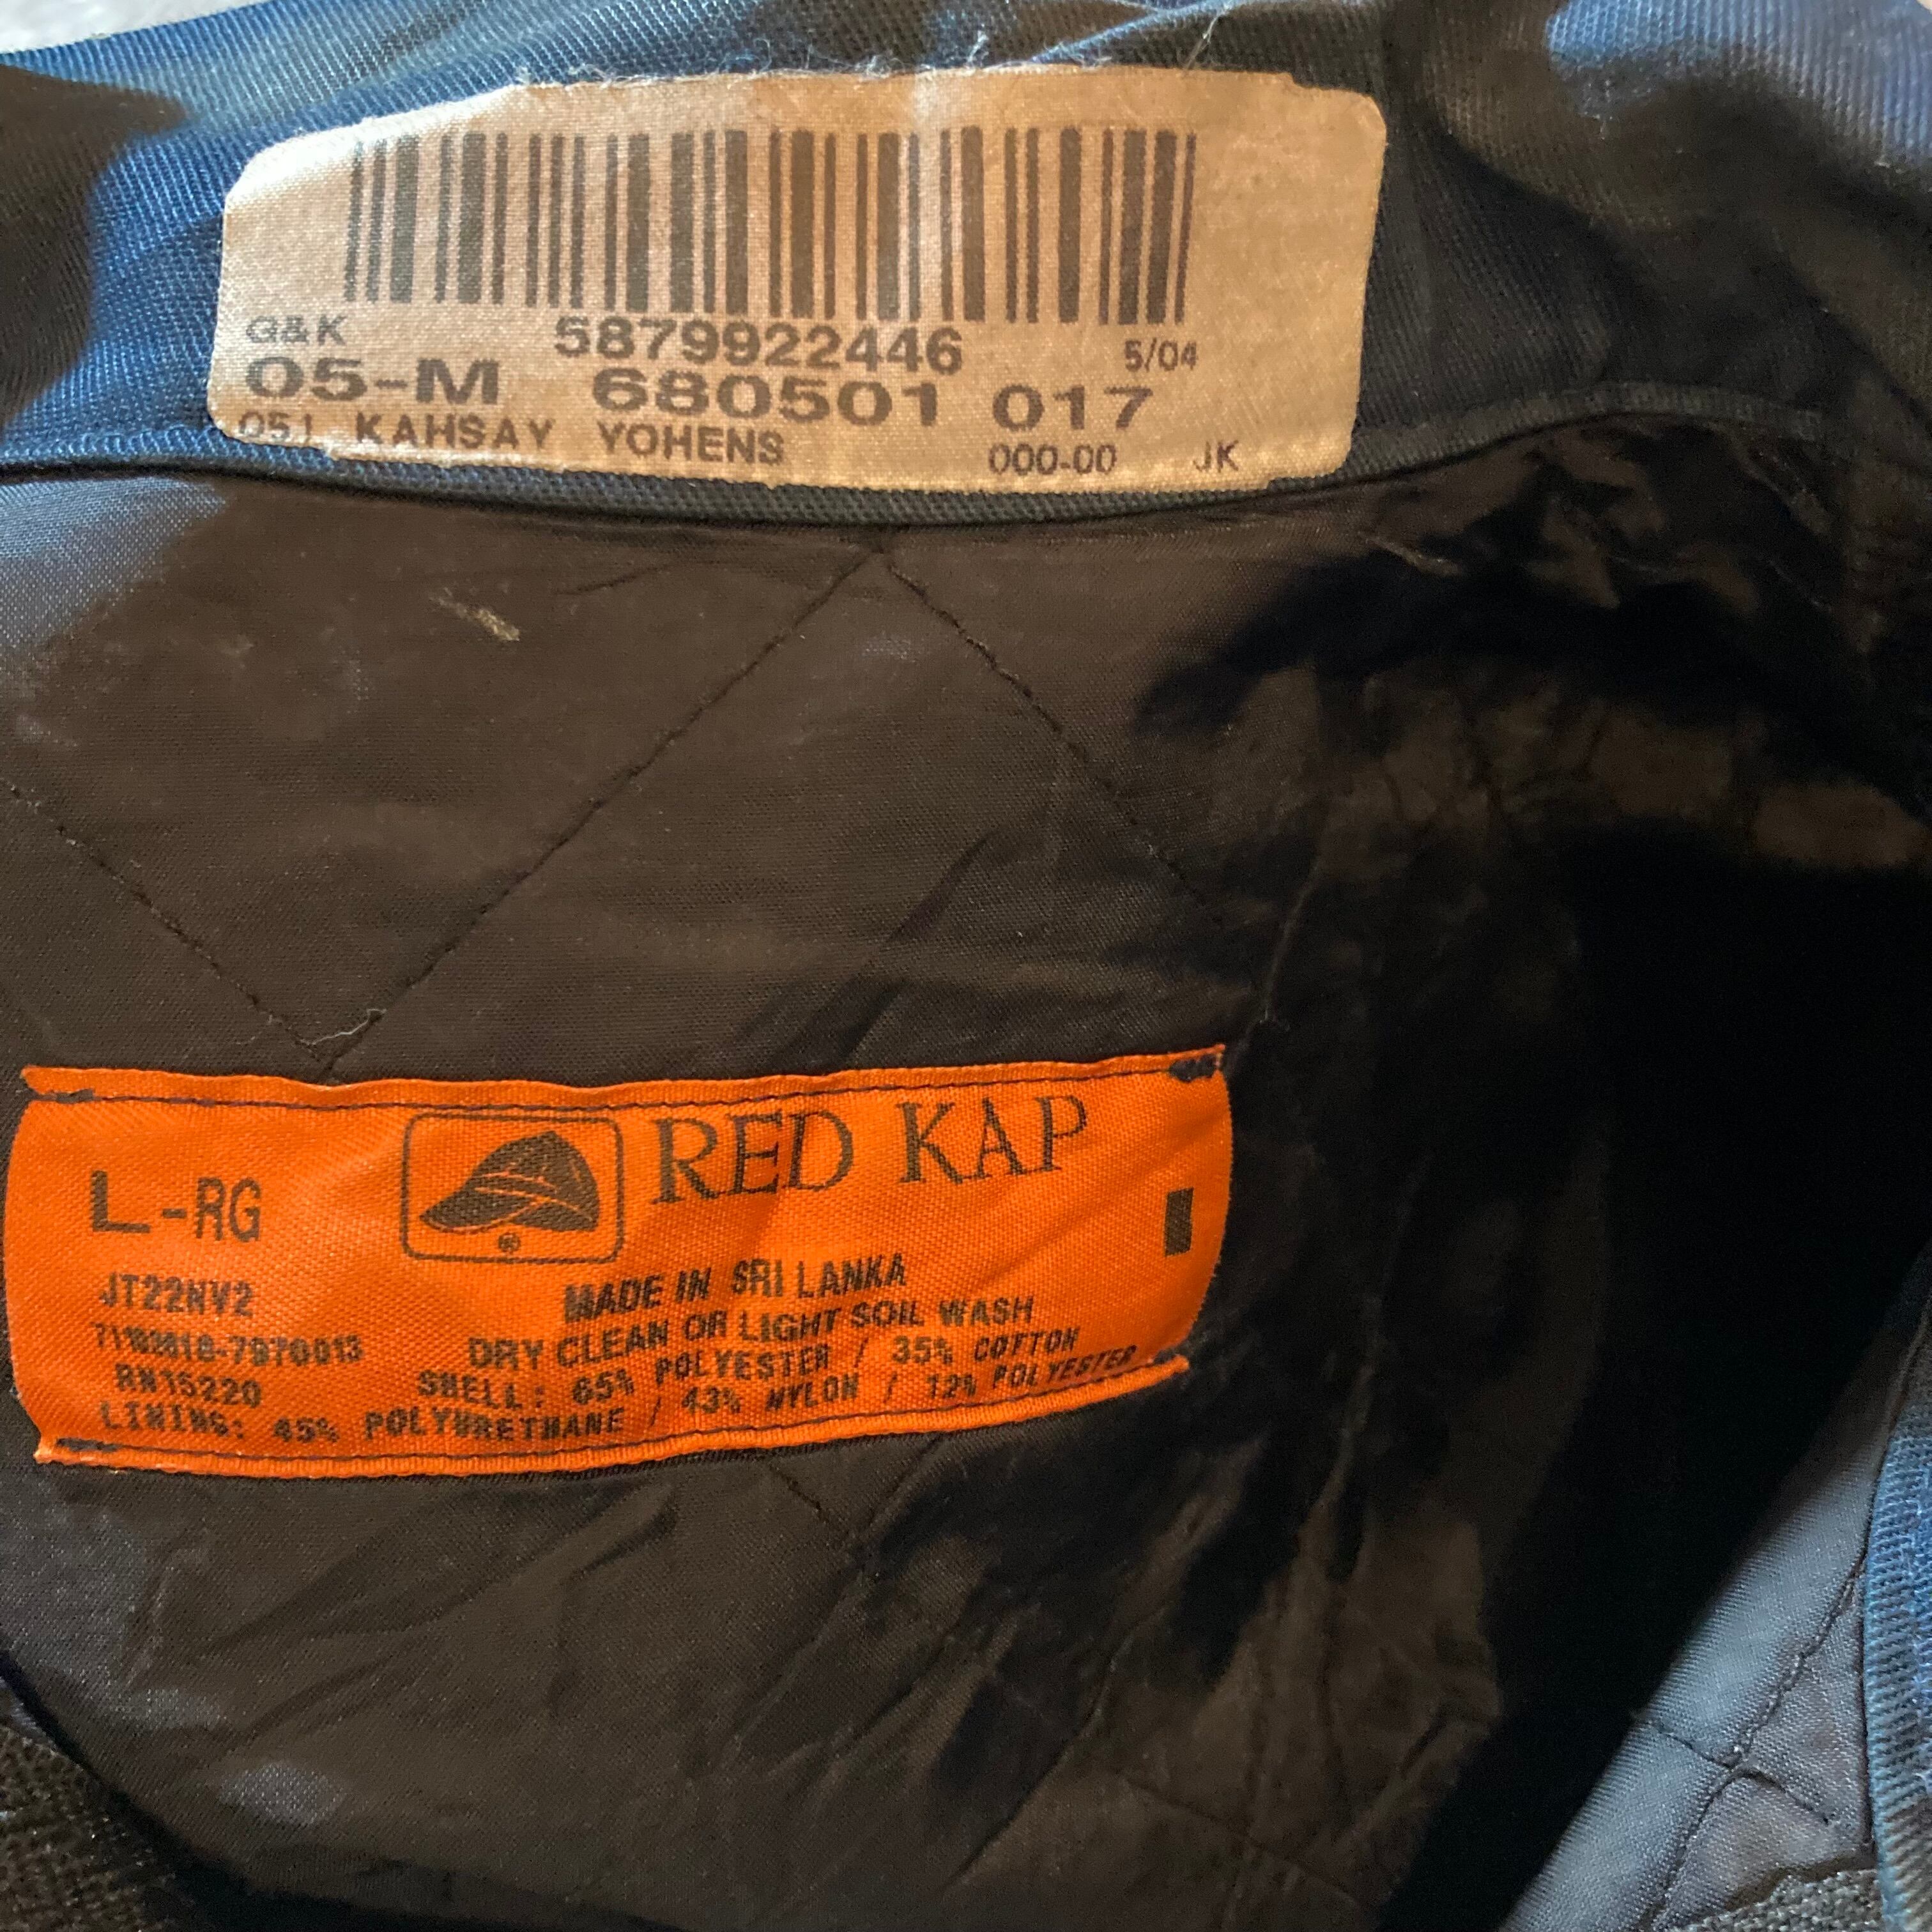 G&K 5879922446 5/04
05-M 680501 017
KAHSAY YOHENS 000-00 JK
RED KAP
L-RG
®
JT22NV2 MADE IN SRI LANKA
DRY CLEAN OR LIGHT SOIL WASH
RN15220 SHELL: 65% POLYESTER / 35% COTTON
LINING: 45% POLYURETHANE / 43% NYLON / 12% POLYESTER